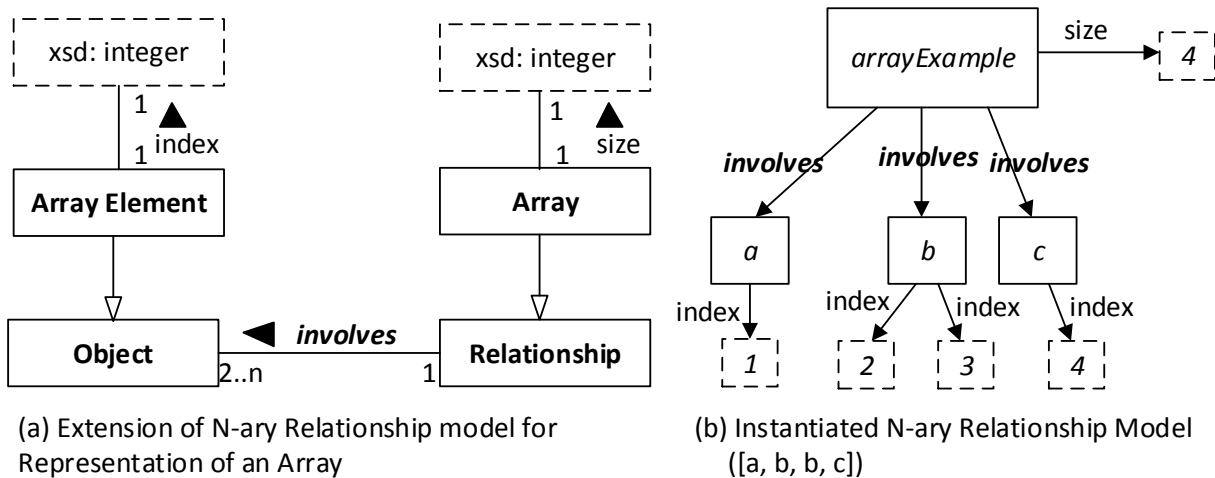 xsd: integer
1
index
1
Array Element
Object
xsd: integer
1
size
1
Array
involves
2..n
1
Relationship
(a) Extension of N-ary Relationship model for
Representation of an Array
arrayExample
size
4
involves
involves
involves
a
b
c
index
index
index
index
1
2
3
4
(b) Instantiated N-ary Relationship Model
([a, b, b, c])